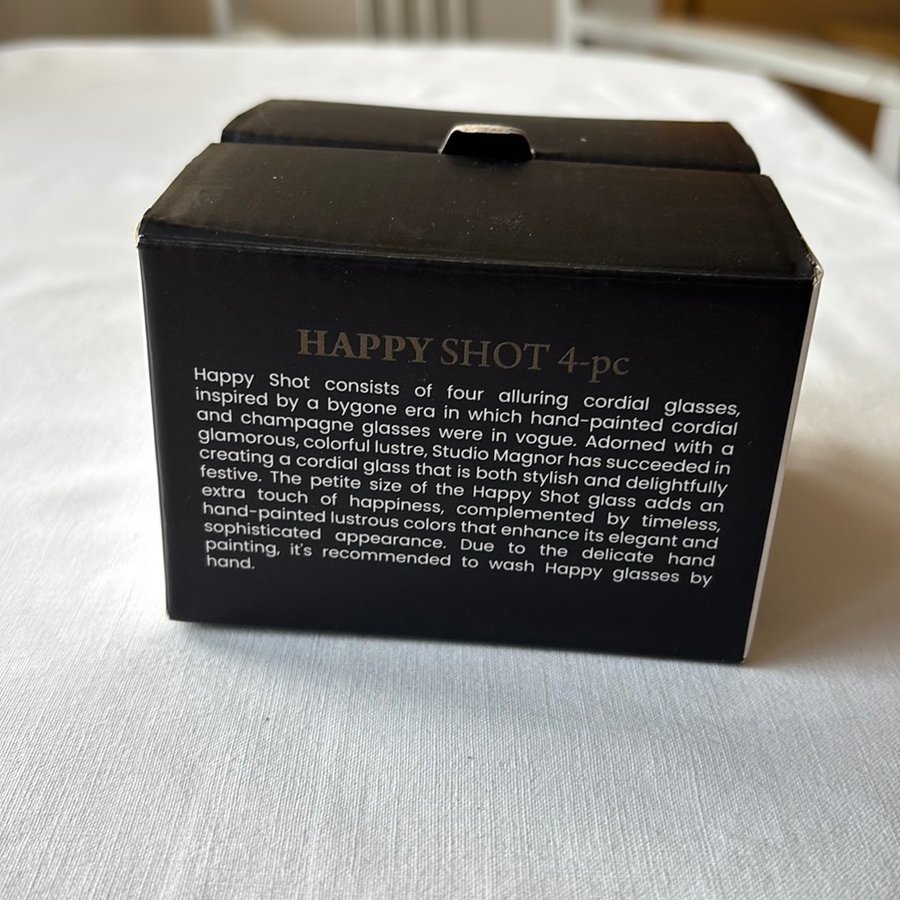 HAPPY SHOT 4-pc
Happy Shot consists of four alluring cordial glasses,
inspired by a bygone era in which hand-painted cordial
and champagne glasses were in vogue. Adorned with a
glamorous, colorful lustre, Studio Magnor has succeeded in
creating a cordial glass that is both stylish and delightfully
festive. The petite size of the Happy Shot glass adds an
extra touch of happiness, complemented by timeless,
hand-painted lustrous colors that enhance its elegant and
sophisticated appearance. Due to the delicate hand
painting, it's recommended to wash Happy glasses by
hand.